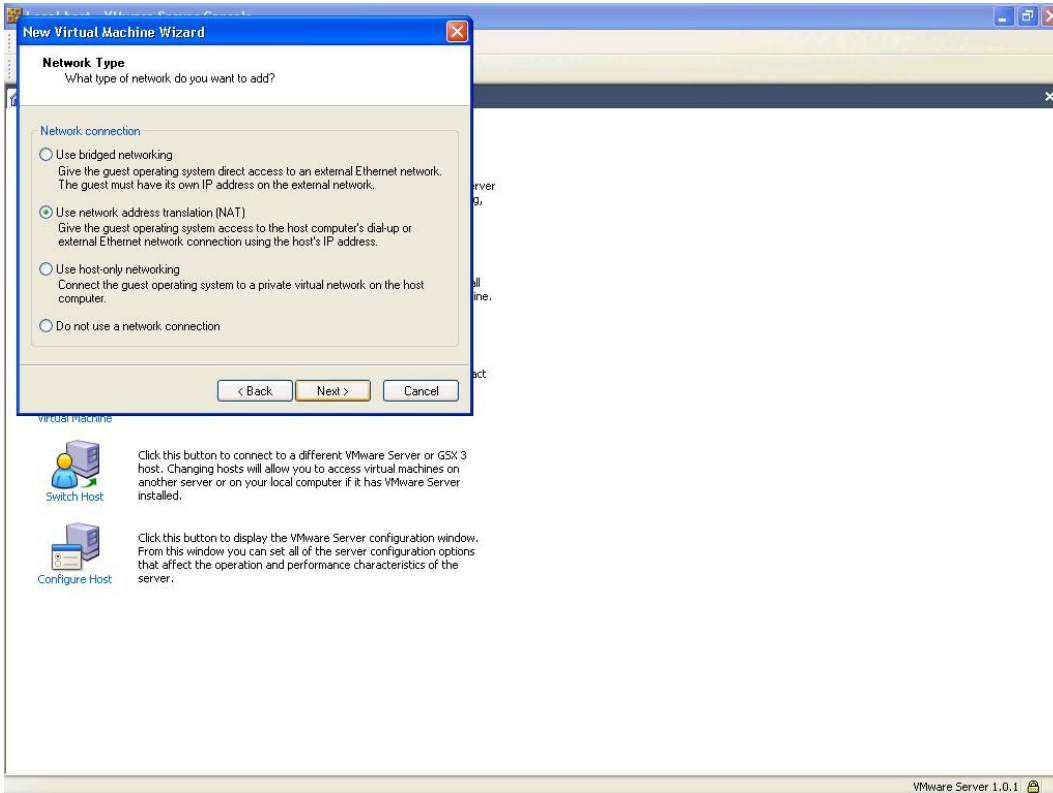 Local host - VMware Server Console
New Virtual Machine Wizard
Network Type
What type of network do you want to add?
Network connection
Use bridged networking
Give the guest operating system direct access to an external Ethernet network.
The guest must have its own IP address on the external network.
Use network address translation (NAT)
Give the guest operating system access to the host computer's dial-up or
external Ethernet network connection using the host's IP address.
Use host-only networking
Connect the guest operating system to a private virtual network on the host
computer.
Do not use a network connection
< Back Next > Cancel
Virtual Machine
Click this button to connect to a different VMware Server or GSX 3
host. Changing hosts will allow you to access virtual machines on
another server or on your local computer if it has VMware Server
installed.
Switch Host
Click this button to display the VMware Server configuration window.
From this window you can set all of the server configuration options
that affect the operation and performance characteristics of the
server.
Configure Host
VMware Server 1.0.1